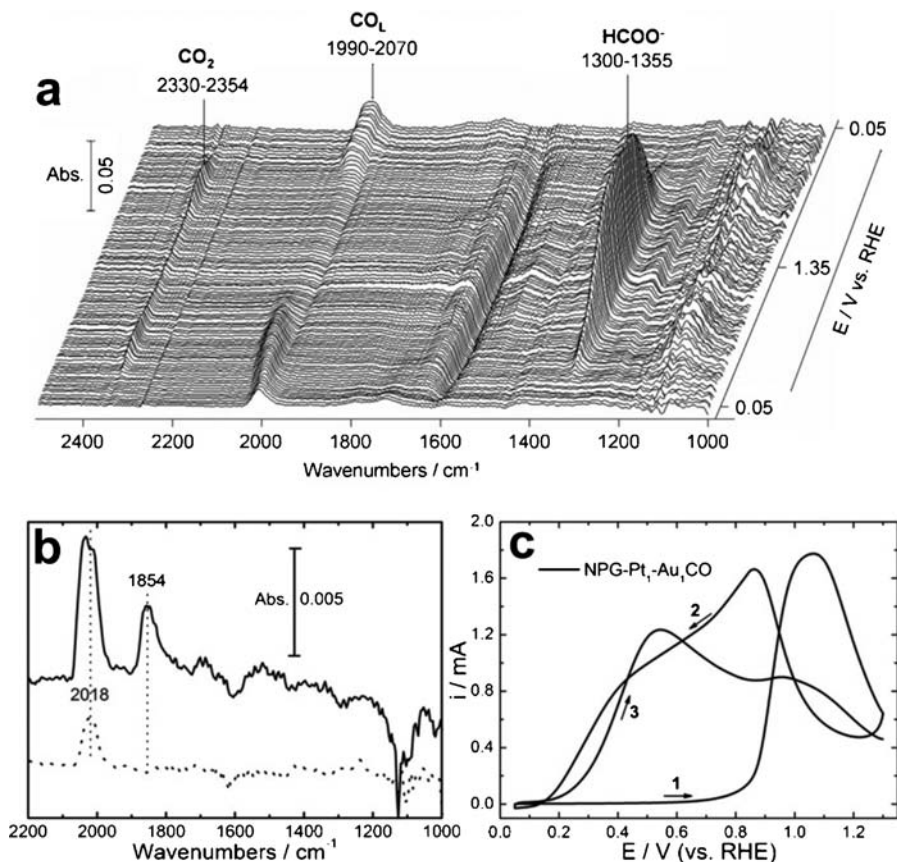 a
CO2
2330-2354
COL
1990-2070
HCOO-
1300-1355
Abs.
0.05
0.05
1.35
0.05
E / V vs. RHE
2400 2200 2000 1800 1600 1400 1200 1000
Wavenumbers / cm-1
b
1854
2018
Abs. 0.005
2200 2000 1800 1600 1400 1200 1000
Wavenumbers / cm-1
c
NPG-Pt1-Au1CO
2
3
1
i / mA
2.0
1.6
1.2
0.8
0.4
0.0
0.0 0.2 0.4 0.6 0.8 1.0 1.2
E / V (vs. RHE)